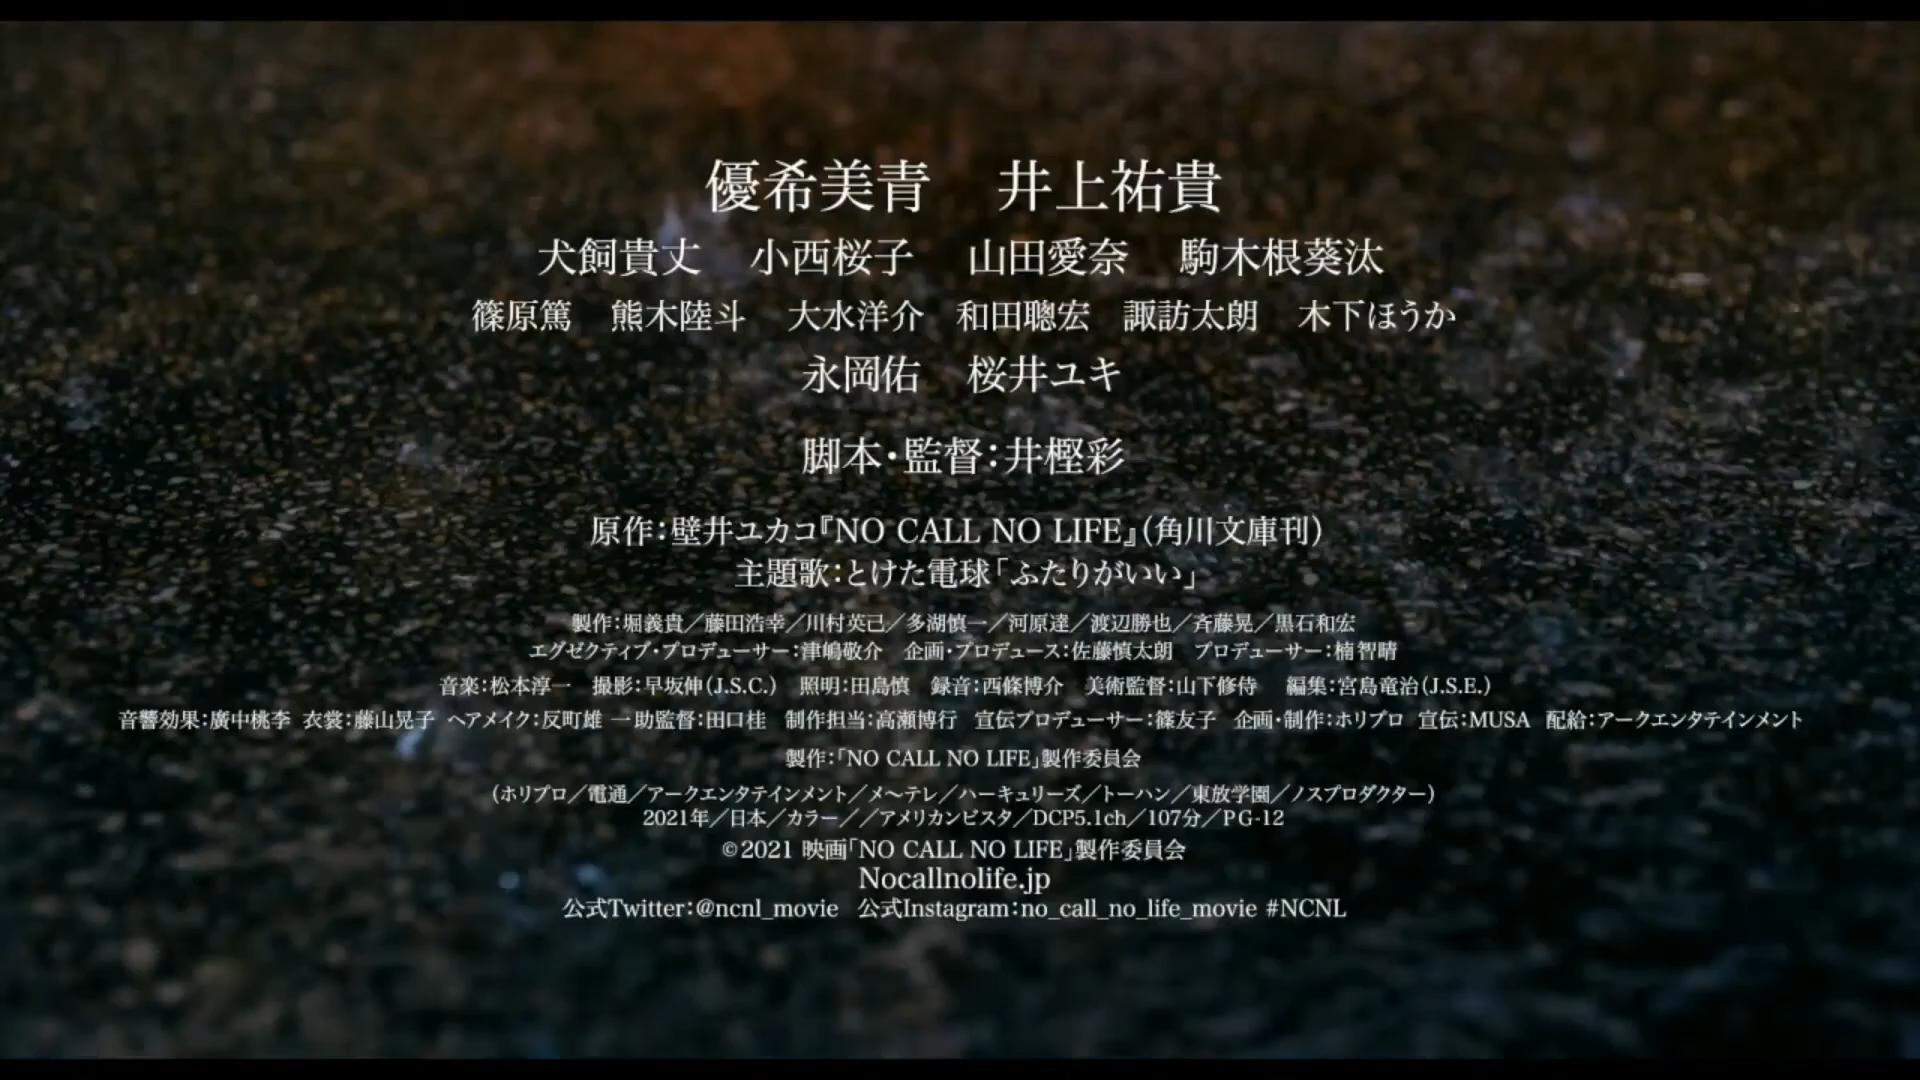 優希美青 井上祐貴
犬飼貴丈 小西桜子 山田愛奈 駒木根葵汰
篠原篤 熊木陸斗 大水洋介 和田聰宏 諏訪太朗 木下ほうか
永岡佑 桜井ユキ
脚本・監督：井樫彩
原作：壁井ユカコ『NO CALL NO LIFE』（角川文庫刊）
主題歌：とけた電球「ふたりがいい」
製作：堀義貴／藤田浩幸／川村英己／多湖慎一／河原達／渡辺勝也／斉藤晃／黒石和宏
エグゼクティブ・プロデューサー：津嶋敬介 企画・プロデュース：佐藤慎太朗 プロデューサー：楠智晴
音楽：松本淳一 撮影：早坂伸（J.S.C.） 照明：田島慎 録音：西條博介 美術監督：山下修侍 編集：宮島竜治（J.S.E.）
音響効果：廣中桃李 衣裳：藤山晃子 ヘアメイク：反町雄一 助監督：田口桂 制作担当：高瀬博行 宣伝プロデューサー：篠友子 企画・制作：ホリプロ 宣伝：MUSA 配給：アークエンタテインメント
製作：「NO CALL NO LIFE」製作委員会
（ホリプロ／電通／アークエンタテインメント／メ〜テレ／ハーキュリーズ／トーハン／東放学園／ノスプロダクター）
2021年／日本／カラー／／アメリカンビスタ／DCP5.1ch／107分／PG-12
©2021 映画「NO CALL NO LIFE」製作委員会
Nocallnolife.jp
公式Twitter：@ncnl_movie 公式Instagram：no_call_no_life_movie #NCNL